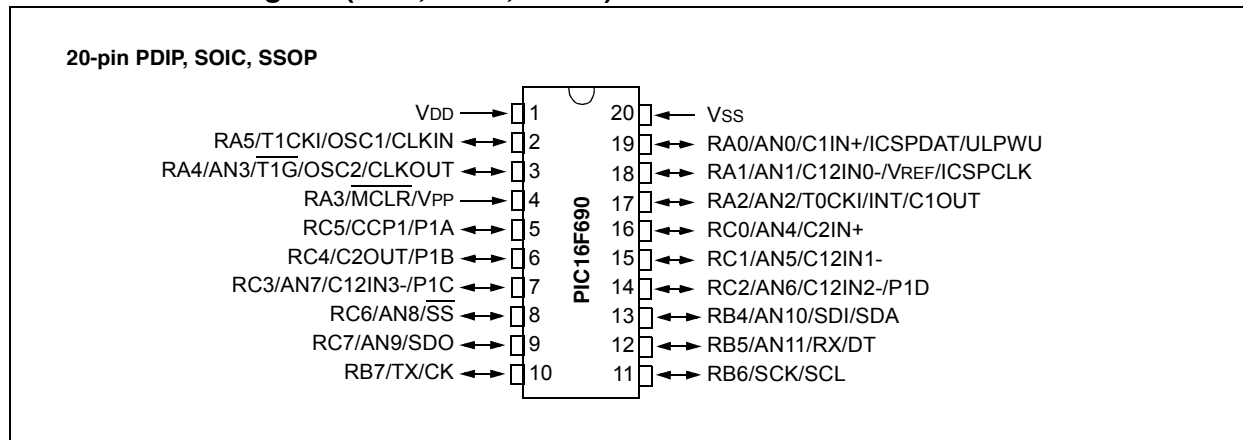 20-pin PDIP, SOIC, SSOP
VDD 1
RA5/T1CKI/OSC1/CLKIN 2
RA4/AN3/T1G/OSC2/CLKOUT 3
RA3/MCLR/VPP 4
RC5/CCP1/P1A 5
RC4/C2OUT/P1B 6
RC3/AN7/C12IN3-/P1C 7
RC6/AN8/SS 8
RC7/AN9/SDO 9
RB7/TX/CK 10
PIC16F690
20 VSS
19 RA0/AN0/C1IN+/ICSPDAT/ULPWU
18 RA1/AN1/C12IN0-/VREF/ICSPCLK
17 RA2/AN2/T0CKI/INT/C1OUT
16 RC0/AN4/C2IN+
15 RC1/AN5/C12IN1-
14 RC2/AN6/C12IN2-/P1D
13 RB4/AN10/SDI/SDA
12 RB5/AN11/RX/DT
11 RB6/SCK/SCL